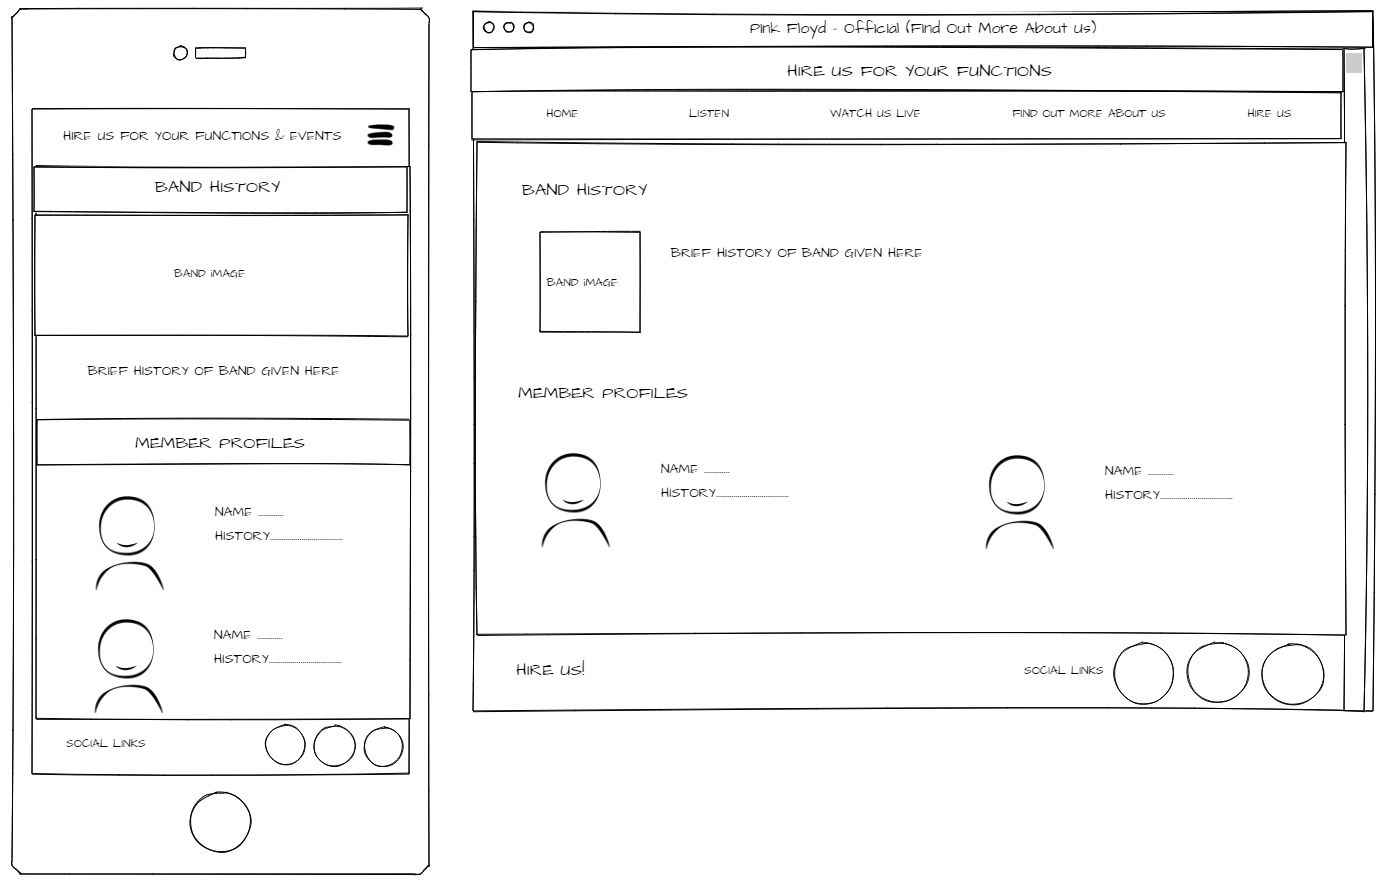 HIRE US FOR YOUR FUNCTIONS & EVENTS
BAND HISTORY
BAND IMAGE
BRIEF HISTORY OF BAND GIVEN HERE
MEMBER PROFILES
NAME ..........
HISTORY..............................
NAME ..........
HISTORY..............................
SOCIAL LINKS
Pink Floyd - Official (Find Out More About Us)
HIRE US FOR YOUR FUNCTIONS
HOME LISTEN WATCH US LIVE FIND OUT MORE ABOUT US HIRE US
BAND HISTORY
BAND IMAGE
BRIEF HISTORY OF BAND GIVEN HERE
MEMBER PROFILES
NAME ..........
HISTORY..............................
NAME ..........
HISTORY..............................
HIRE US!
SOCIAL LINKS